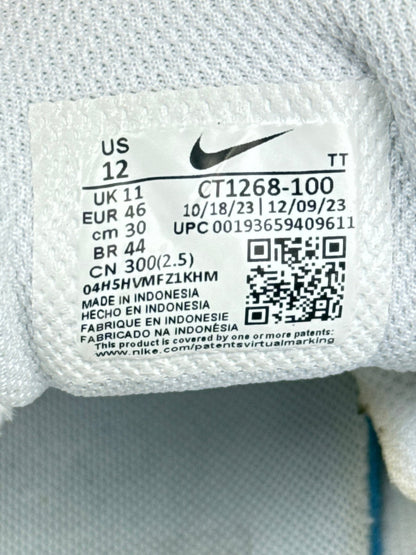 US
12
TT
UK 11
CT1268-100
EUR 46
10/18/23 | 12/09/23
cm 30
UPC 00193659409611
BR 44
CN 300(2.5)
04H5HVMFZ1KHM
MADE IN INDONESIA
HECHO EN INDONESIA
FABRIQUE EN INDONESIE
FABRICADO NA INDONÉSIA
This product is covered by one or more patents:
www.nike.com/patentsvirtualmarking